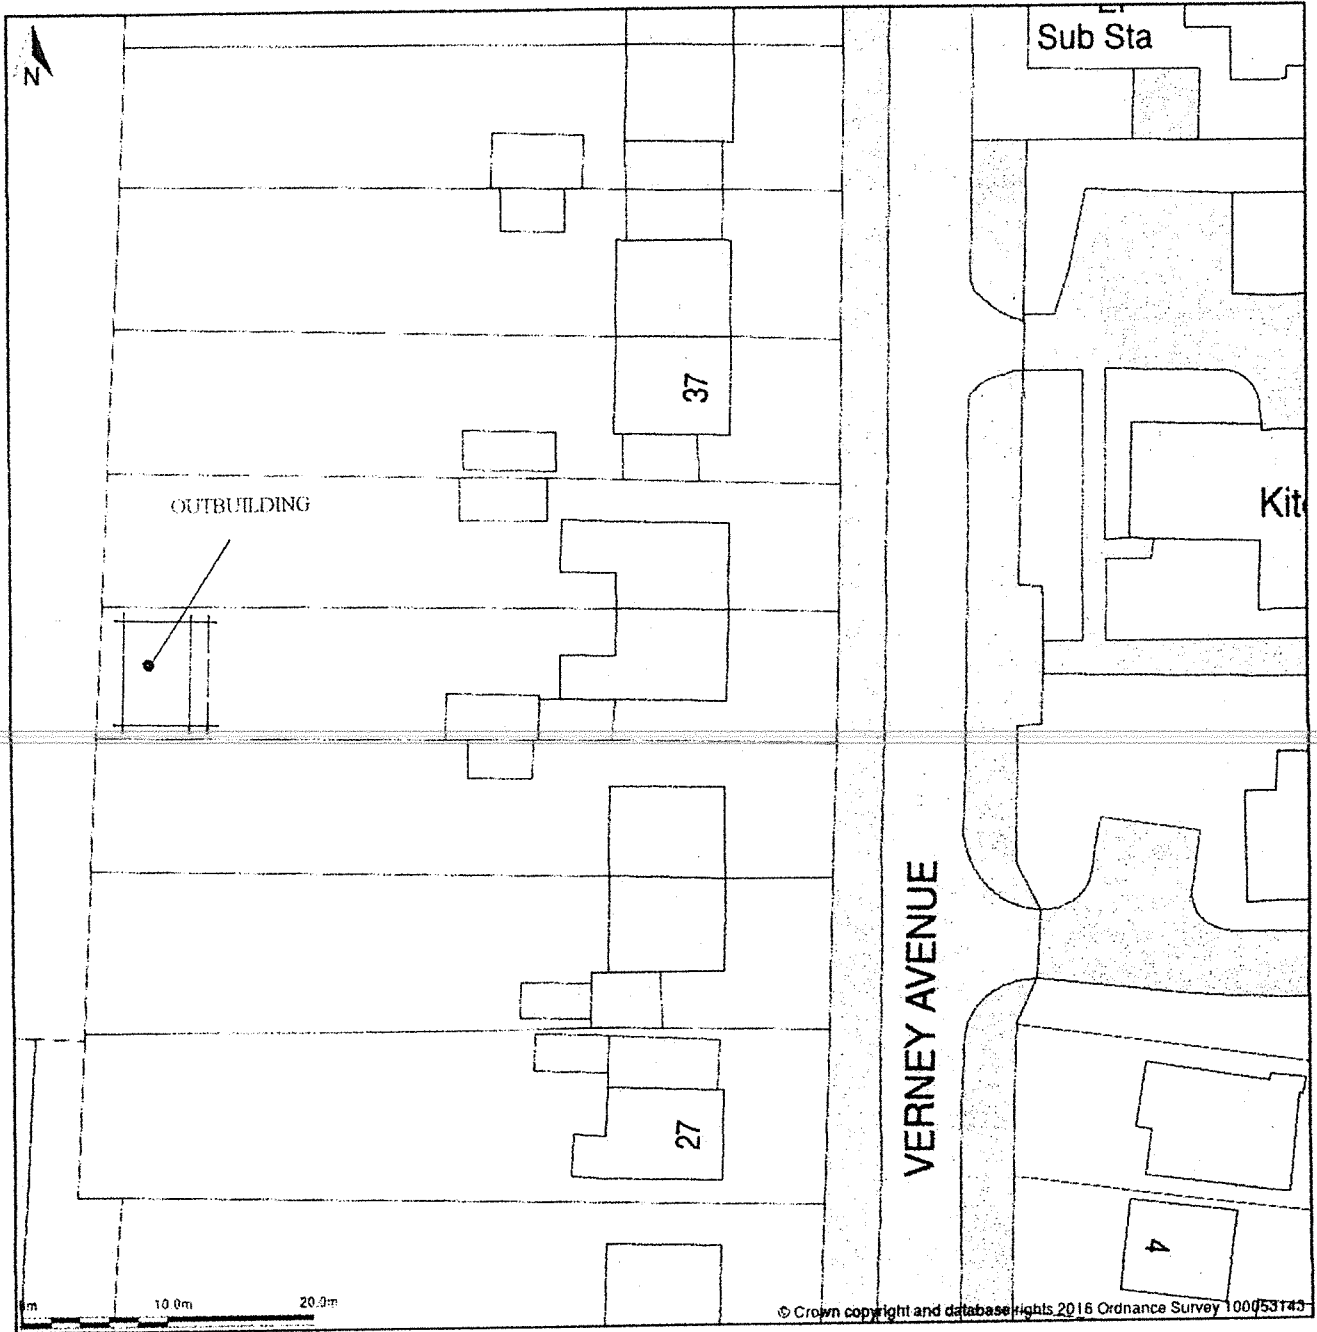 Sub Sta
N
37
OUTBUILDING
VERNEY AVENUE
27
4
10.0m
20.0m
© Crown copyright and database rights 2016 Ordnance Survey 100053143